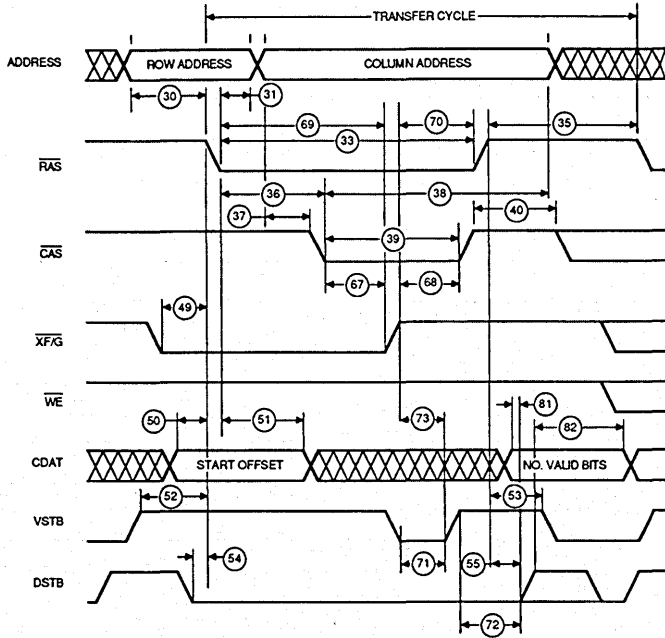 TRANSFER CYCLE
ADDRESS
ROW ADDRESS
COLUMN ADDRESS
30
31
69
70
35
33
RAS
36
38
37
40
39
CAS
67
68
49
XF/G
WE
81
50
51
73
82
CDAT
START OFFSET
NO. VALID BITS
52
53
VSTB
54
71
55
DSTB
72